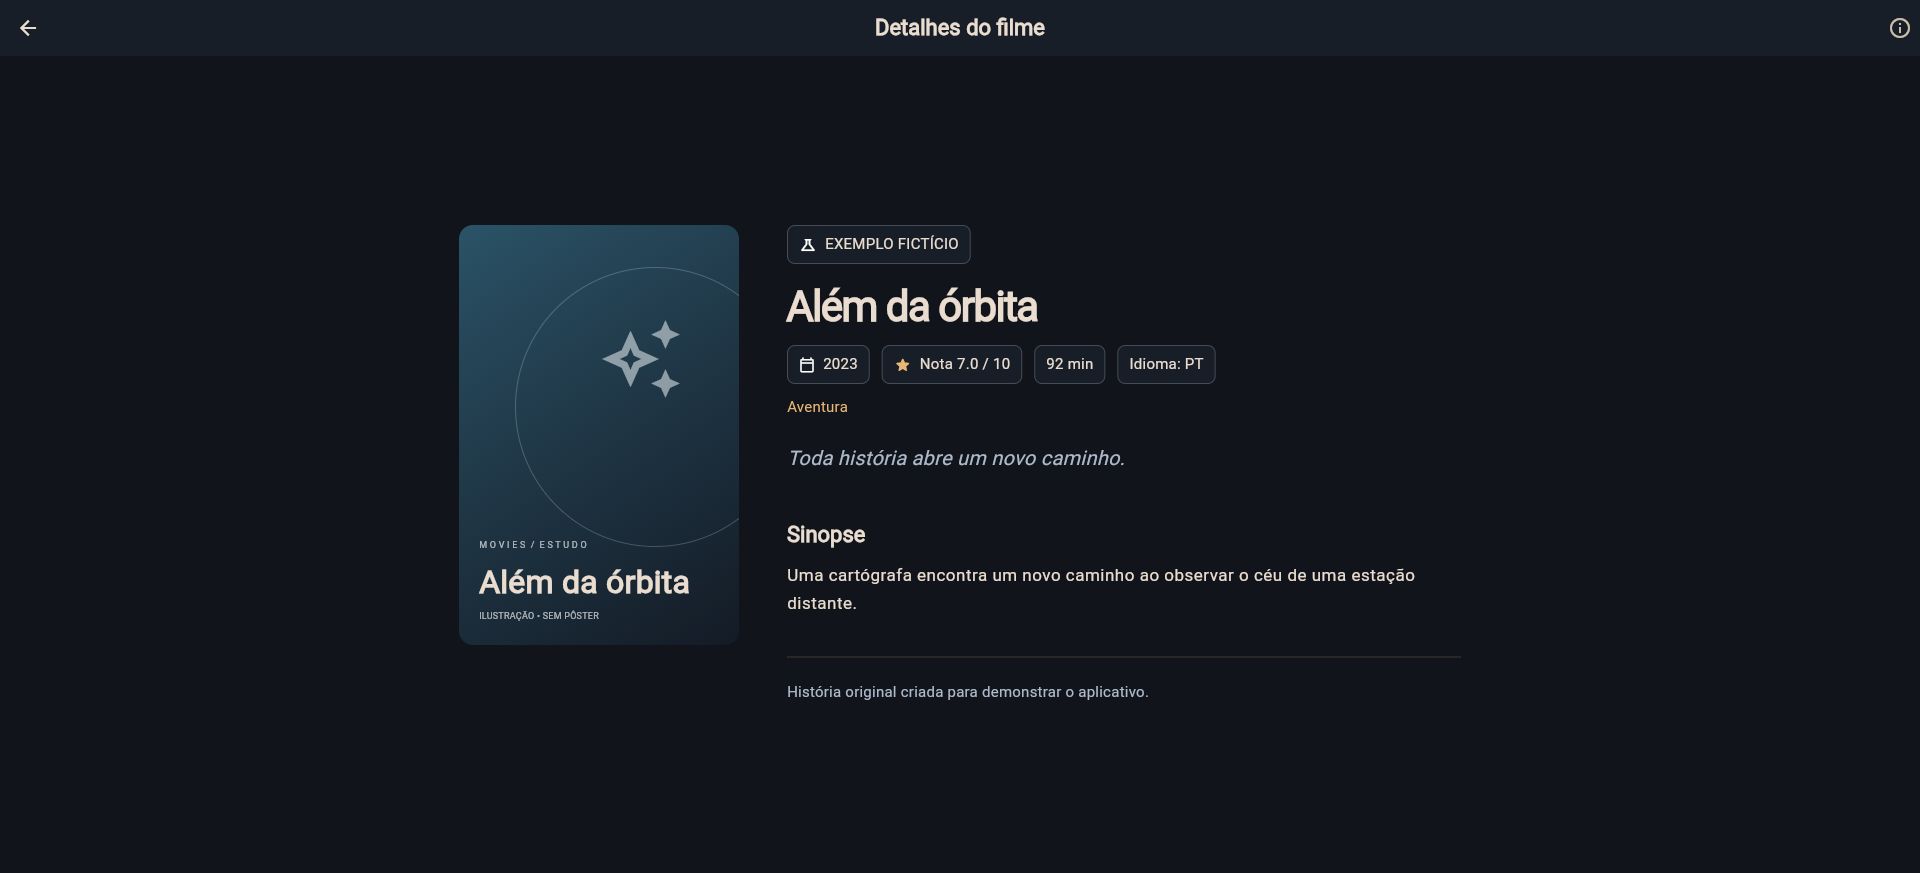 Detalhes do filme
MOVIES / ESTUDO
Além da órbita
ILUSTRAÇÃO • SEM PÔSTER
EXEMPLO FICTÍCIO
Além da órbita
2023
Nota 7.0 / 10
92 min
Idioma: PT
Aventura
Toda história abre um novo caminho.
Sinopse
Uma cartógrafa encontra um novo caminho ao observar o céu de uma estação
distante.
História original criada para demonstrar o aplicativo.